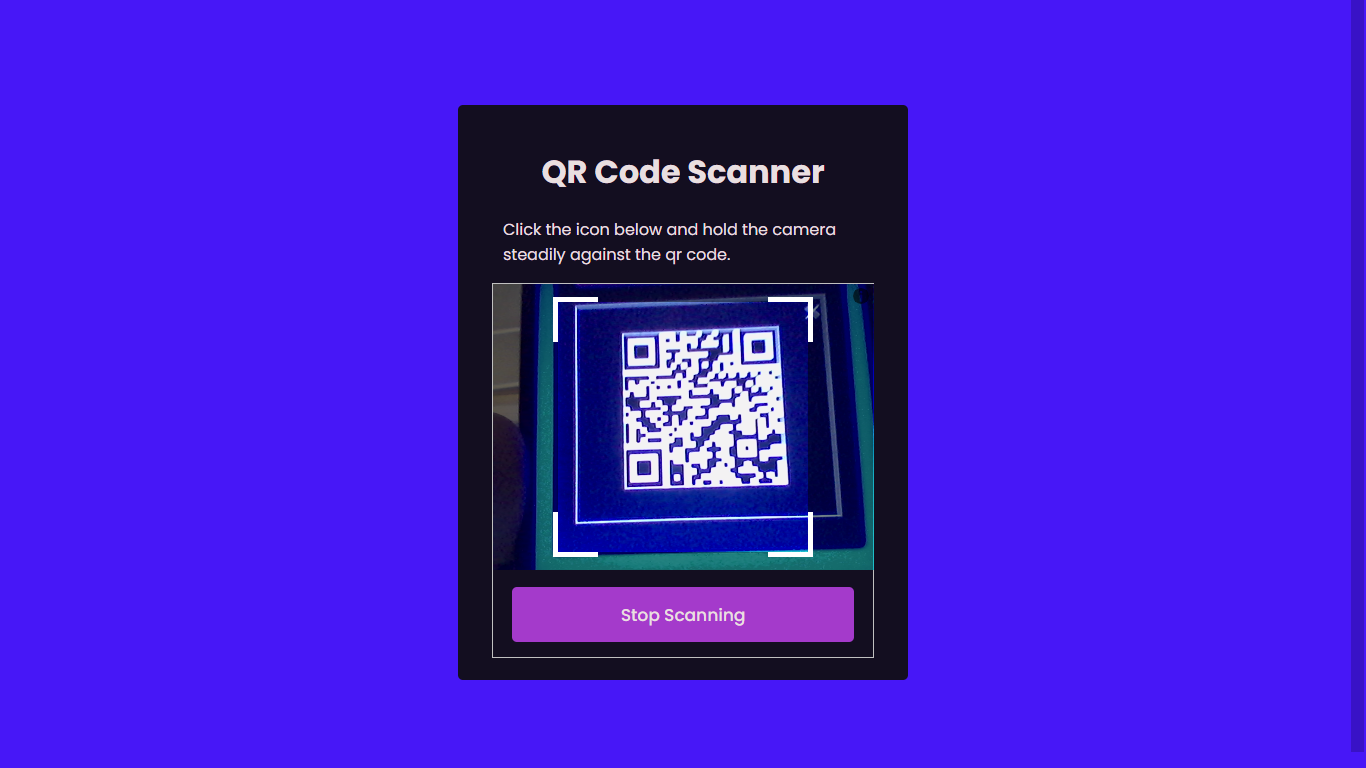 QR Code Scanner
Click the icon below and hold the camera
steadily against the qr code.
Stop Scanning